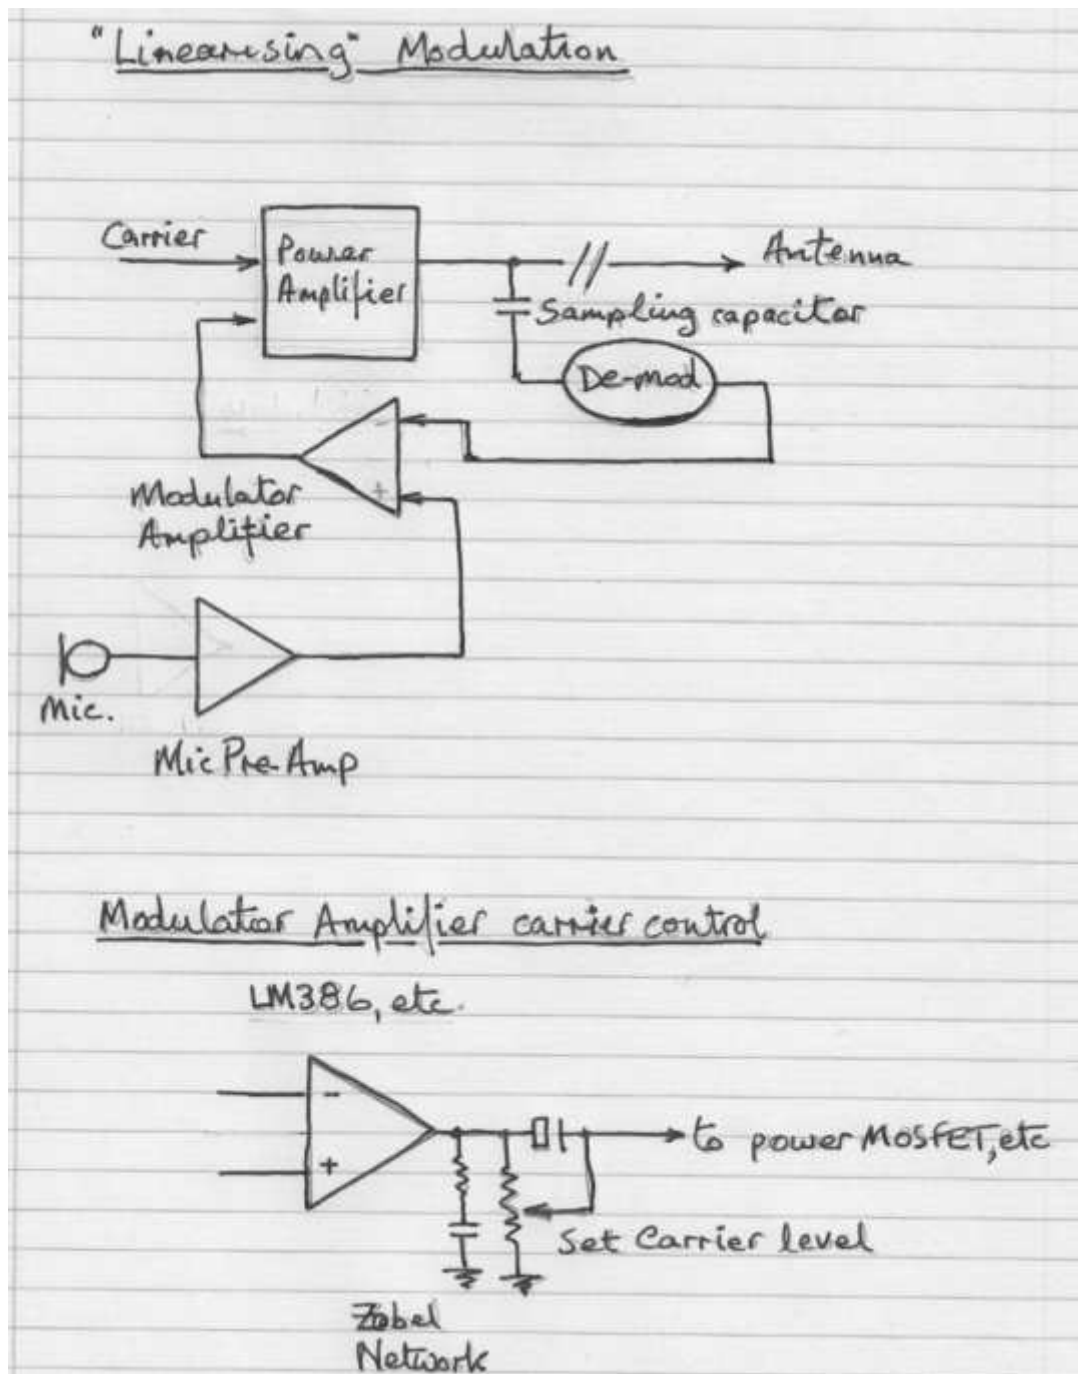 "Linearising" Modulation
Carrier
Power
Amplifier
Antenna
Sampling capacitor
De-mod
-
+
Modulator
Amplifier
Mic.
Mic Pre-Amp
Modulator Amplifier carrier control
LM386, etc.
-
+
to power MOSFET, etc
Set Carrier level
Zobel
Network